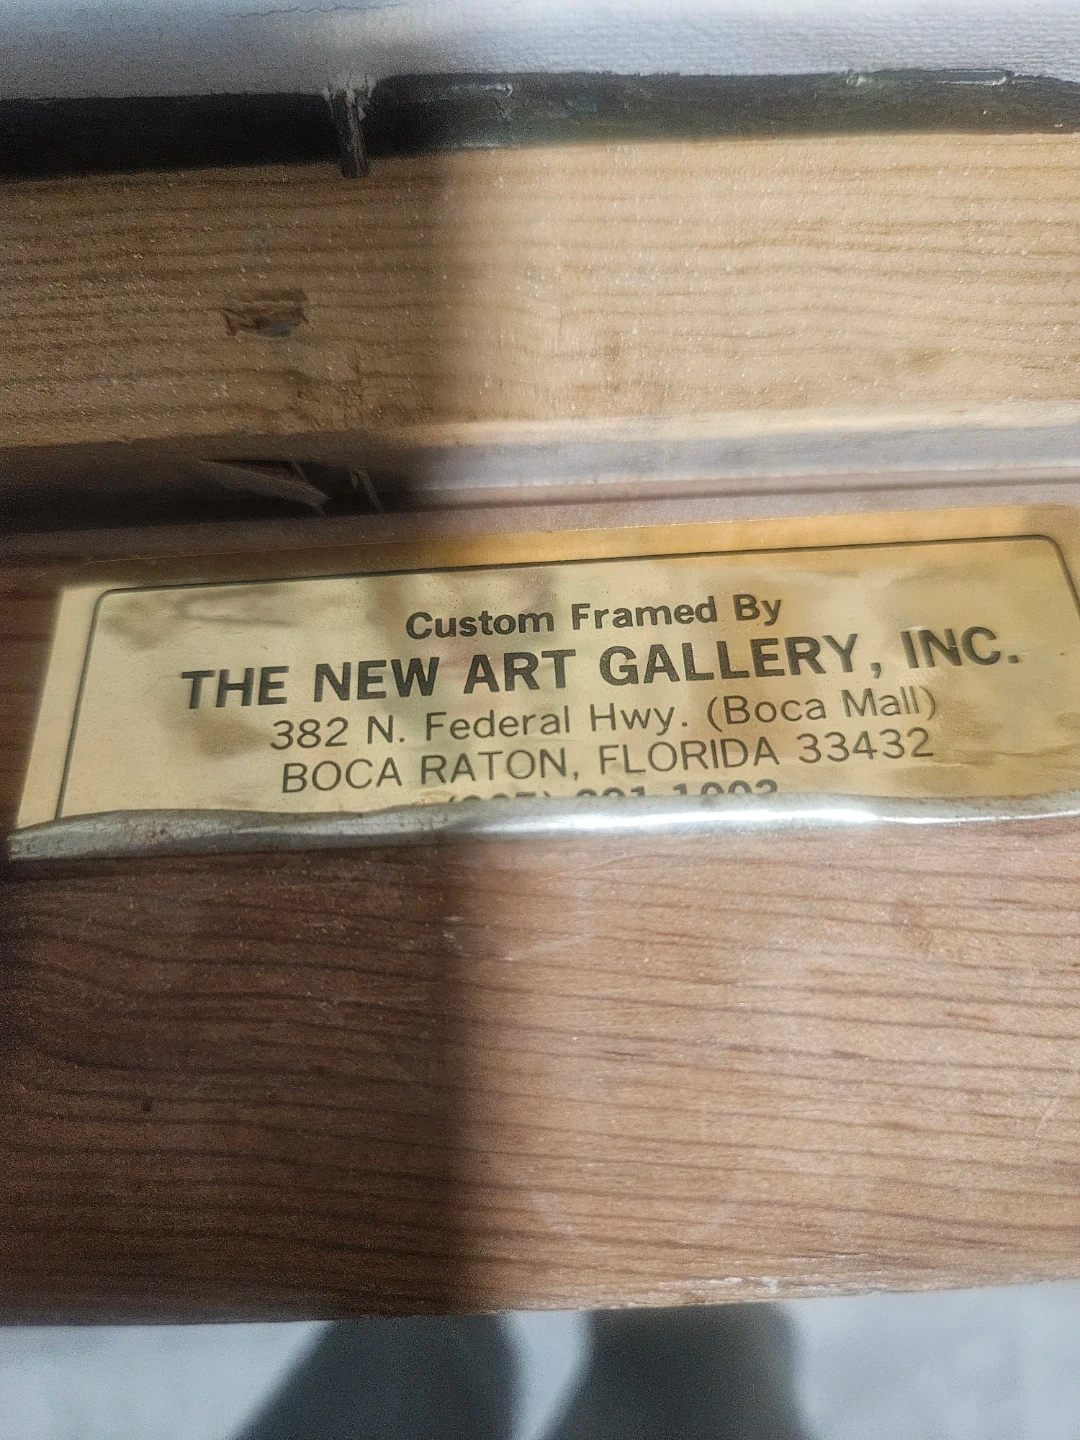 Custom Framed By
THE NEW ART GALLERY, INC.
382 N. Federal Hwy. (Boca Mall)
BOCA RATON, FLORIDA 33432